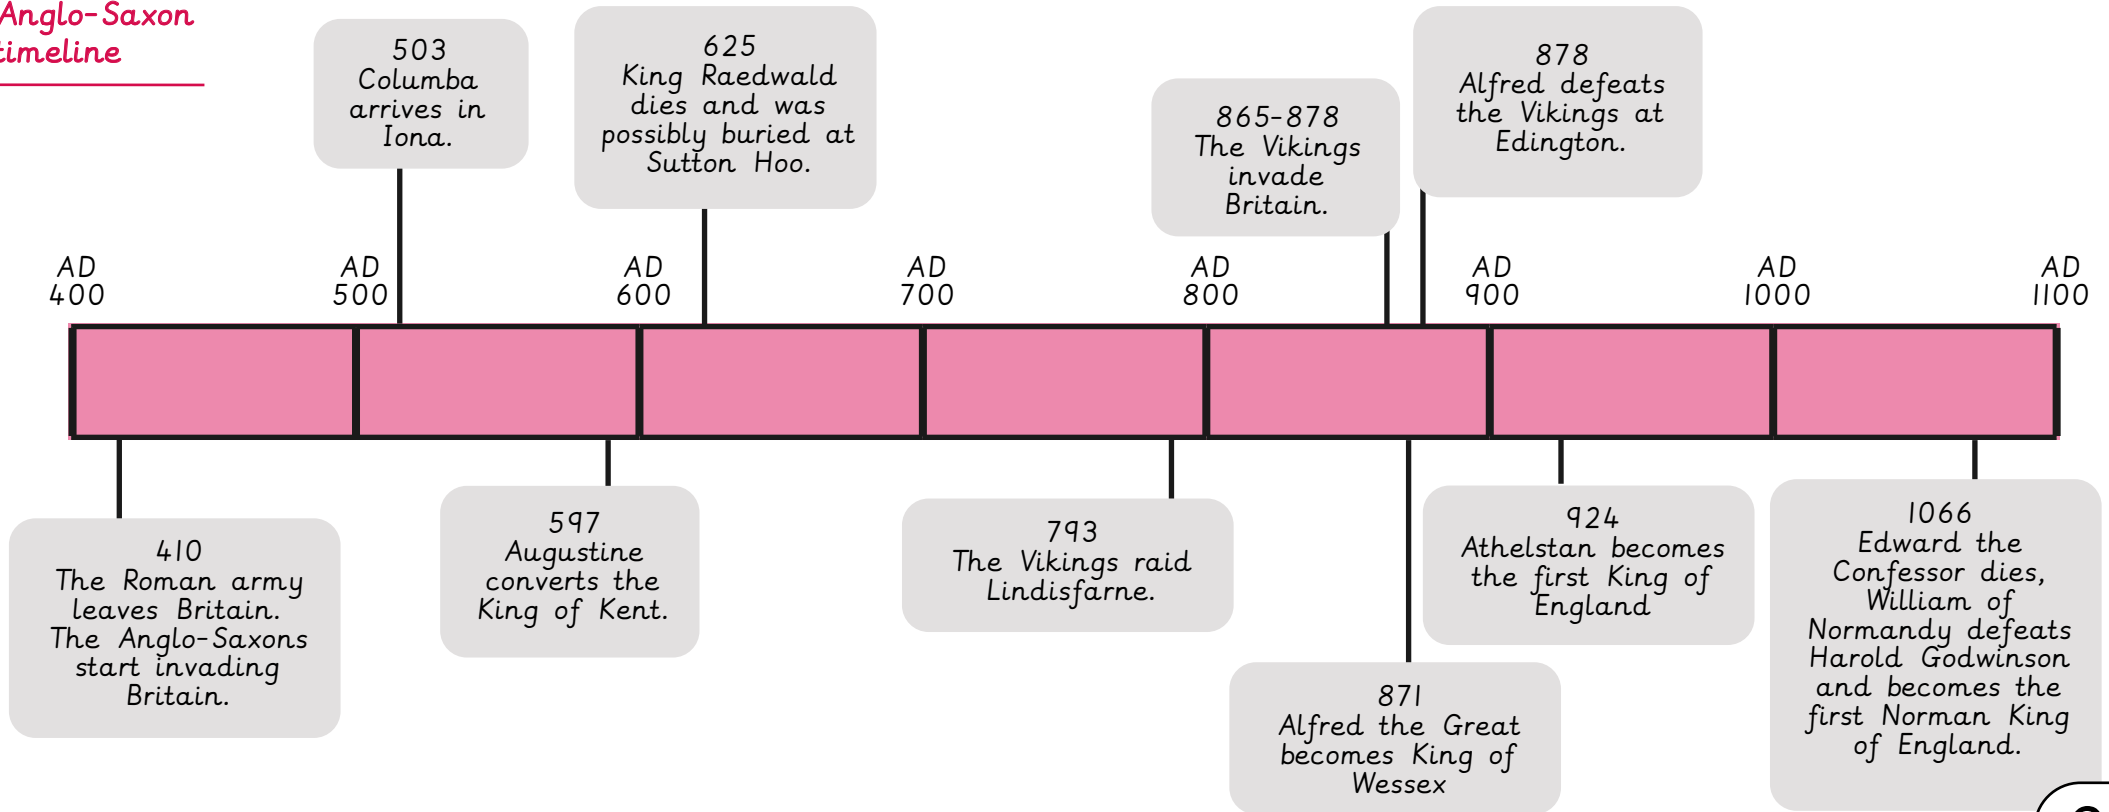 Anglo-Saxon
timeline
503
Columba
arrives in
Iona.
625
King Raedwald
dies and was
possibly buried at
Sutton Hoo.
865-878
The Vikings
invade
Britain.
878
Alfred defeats
the Vikings at
Edington.
AD
400
AD
500
AD
600
AD
700
AD
800
AD
900
AD
1000
AD
1100
410
The Roman army
leaves Britain.
The Anglo-Saxons
start invading
Britain.
597
Augustine
converts the
King of Kent.
793
The Vikings raid
Lindisfarne.
871
Alfred the Great
becomes King of
Wessex
924
Athelstan becomes
the first King of
England
1066
Edward the
Confessor dies,
William of
Normandy defeats
Harold Godwinson
and becomes the
first Norman King
of England.